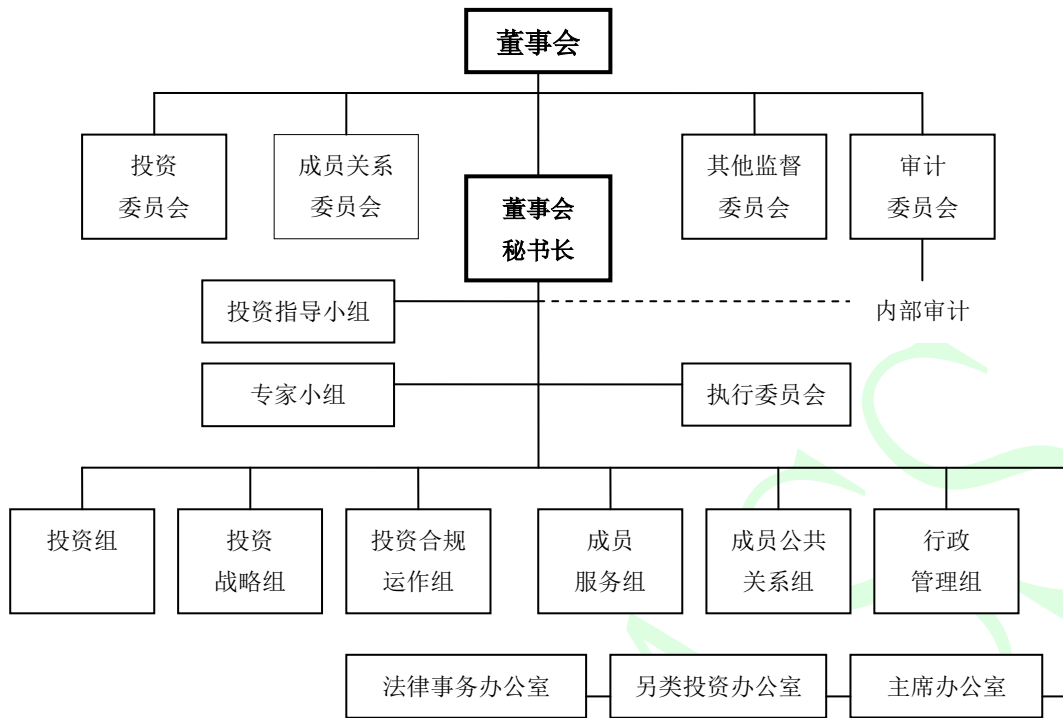 董事会
投资
委员会
成员关系
委员会
董事会
秘书长
其他监督
委员会
审计
委员会
投资指导小组
内部审计
专家小组
执行委员会
投资组
投资
战略组
投资合规
运作组
成员
服务组
成员公共
关系组
行政
管理组
法律事务办公室
另类投资办公室
主席办公室